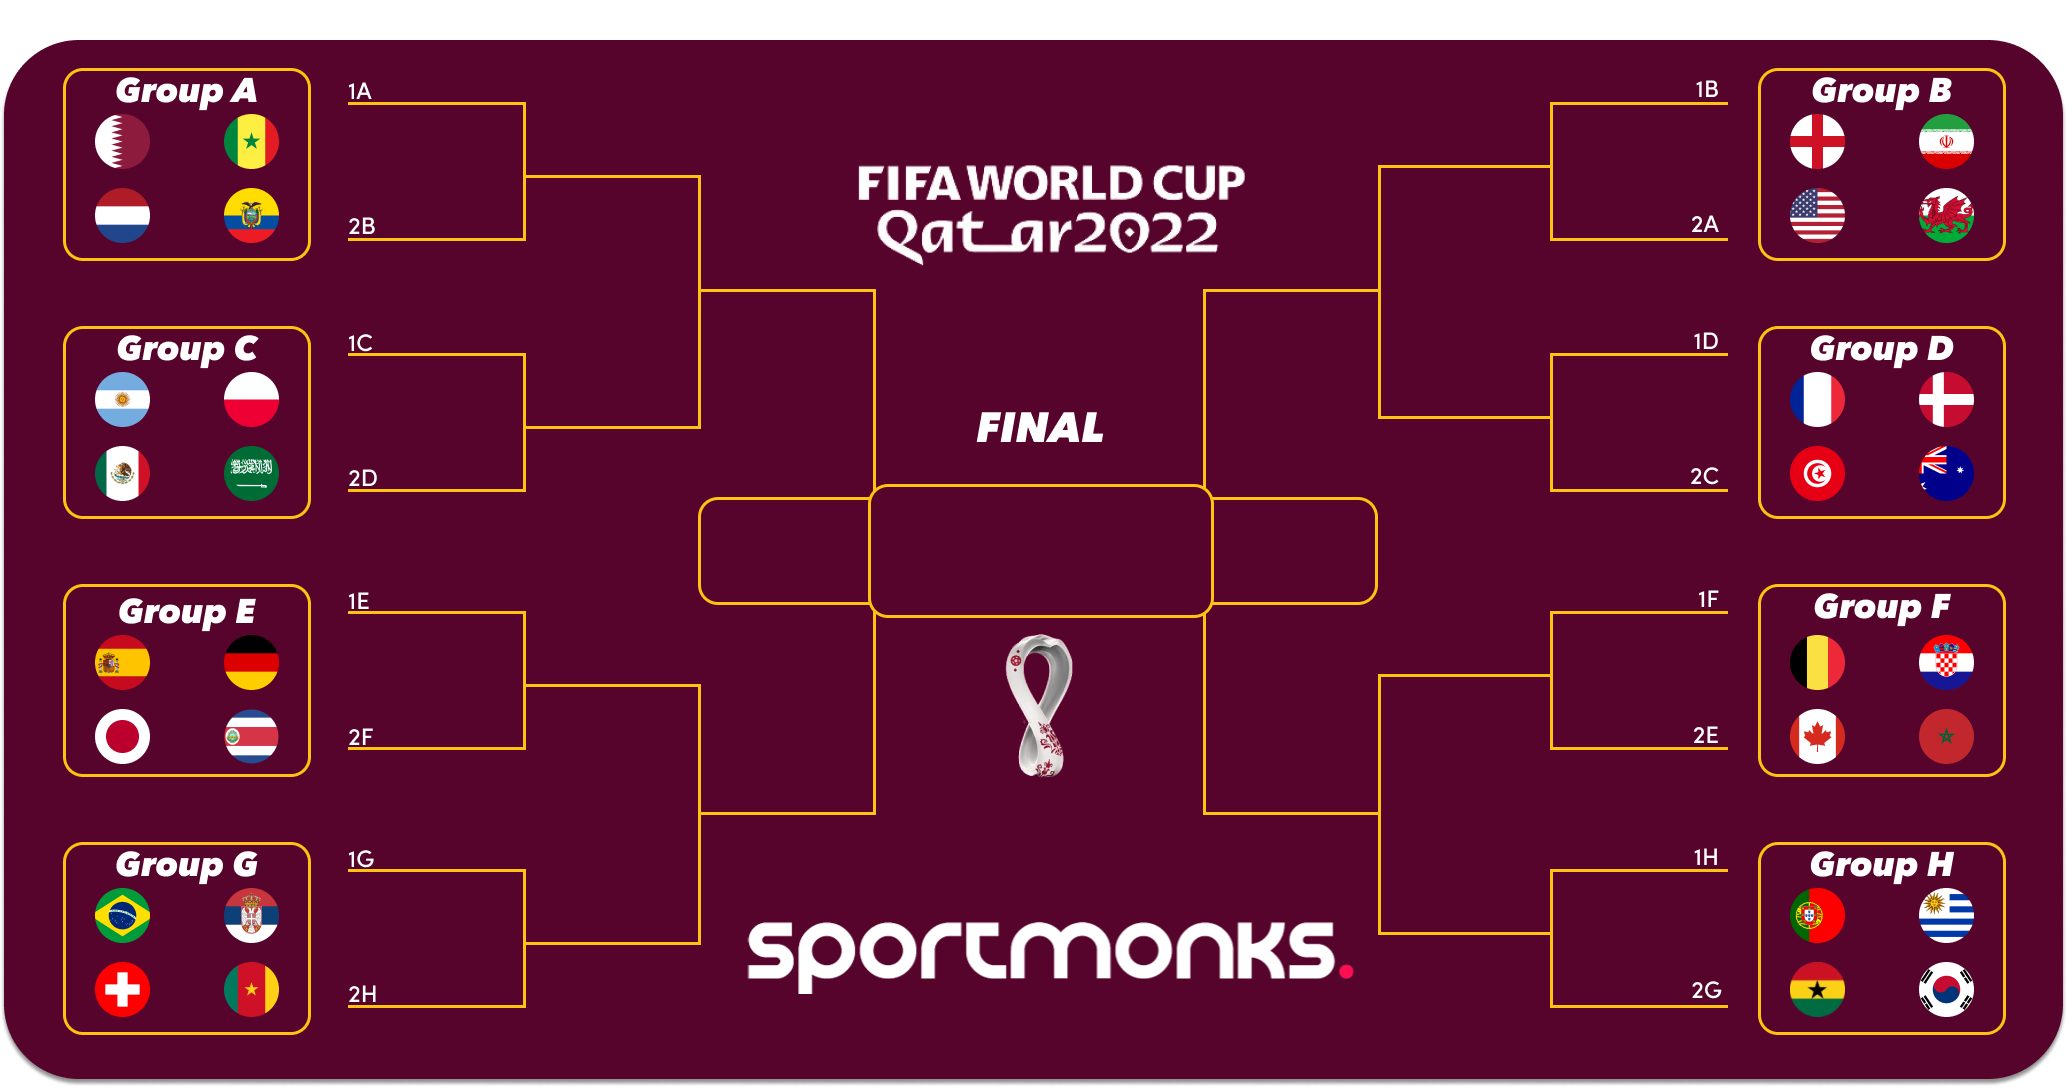 Group A
1A
2B
Group C
1C
2D
Group E
1E
2F
Group G
1G
2H
FIFA WORLD CUP
Qatar2022
FINAL
sportmonks.
1B
Group B
2A
1D
Group D
2C
1F
Group F
2E
1H
Group H
2G